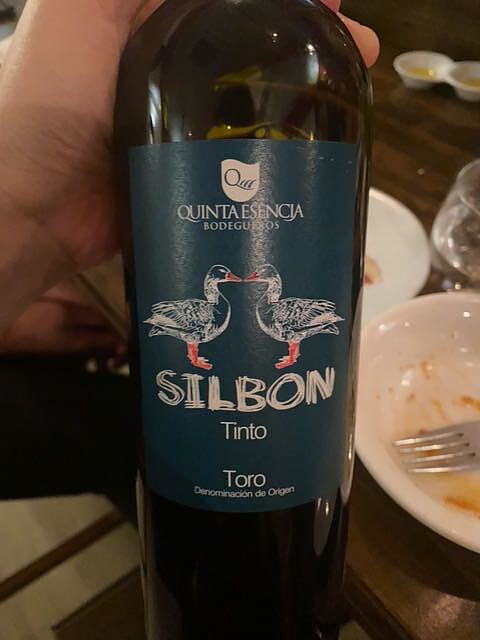 QUINTA ESENCIA
BODEGUEROS
SILBON
Tinto
Toro
Denominación de Origen